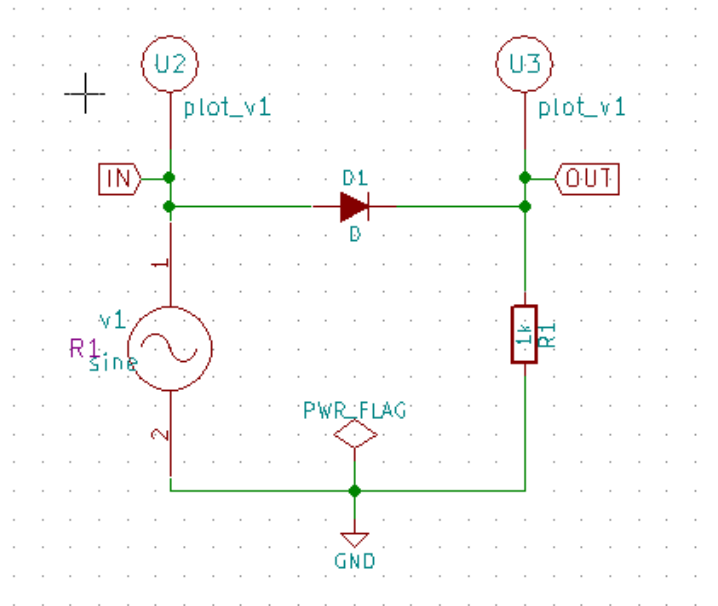 U2
U3
plot_v1
plot_v1
IN
D1
OUT
D
1
v1
R1
sine
1k
R1
2
PWR_FLAG
GND